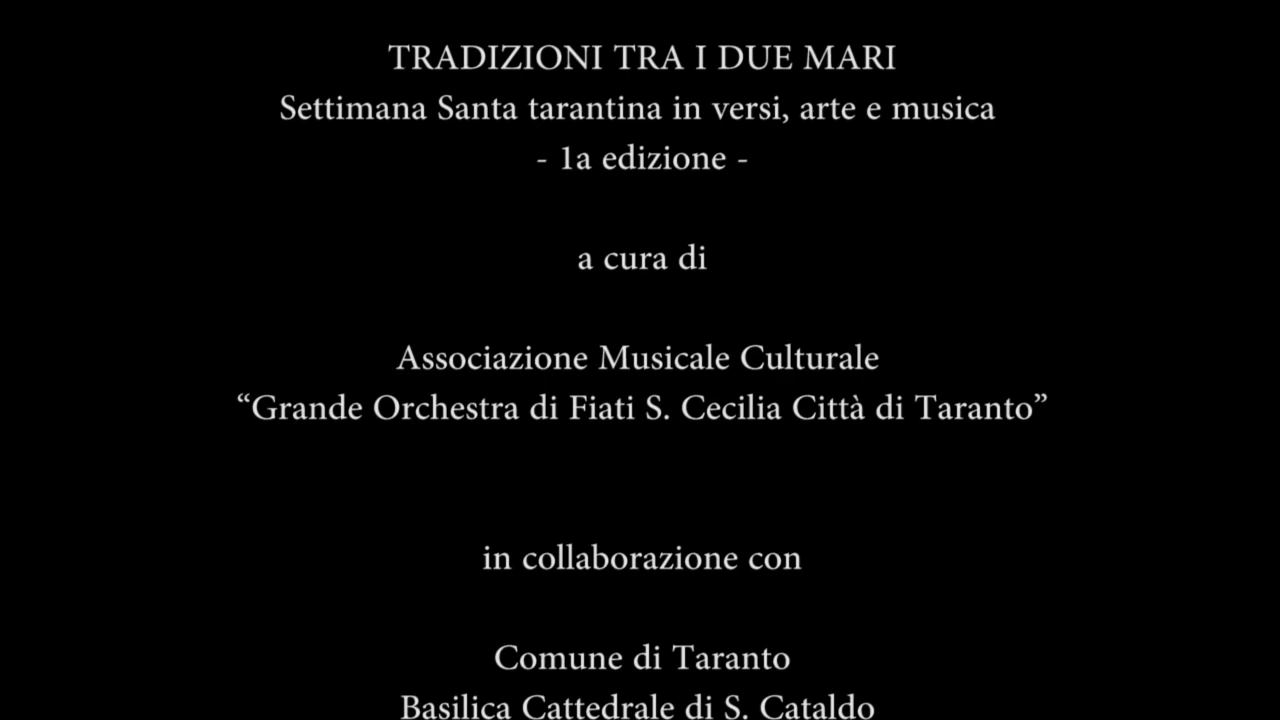 TRADIZIONI TRA I DUE MARI
Settimana Santa tarantina in versi, arte e musica
- 1a edizione -
a cura di
Associazione Musicale Culturale
“Grande Orchestra di Fiati S. Cecilia Città di Taranto”
in collaborazione con
Comune di Taranto
Basilica Cattedrale di S. Cataldo